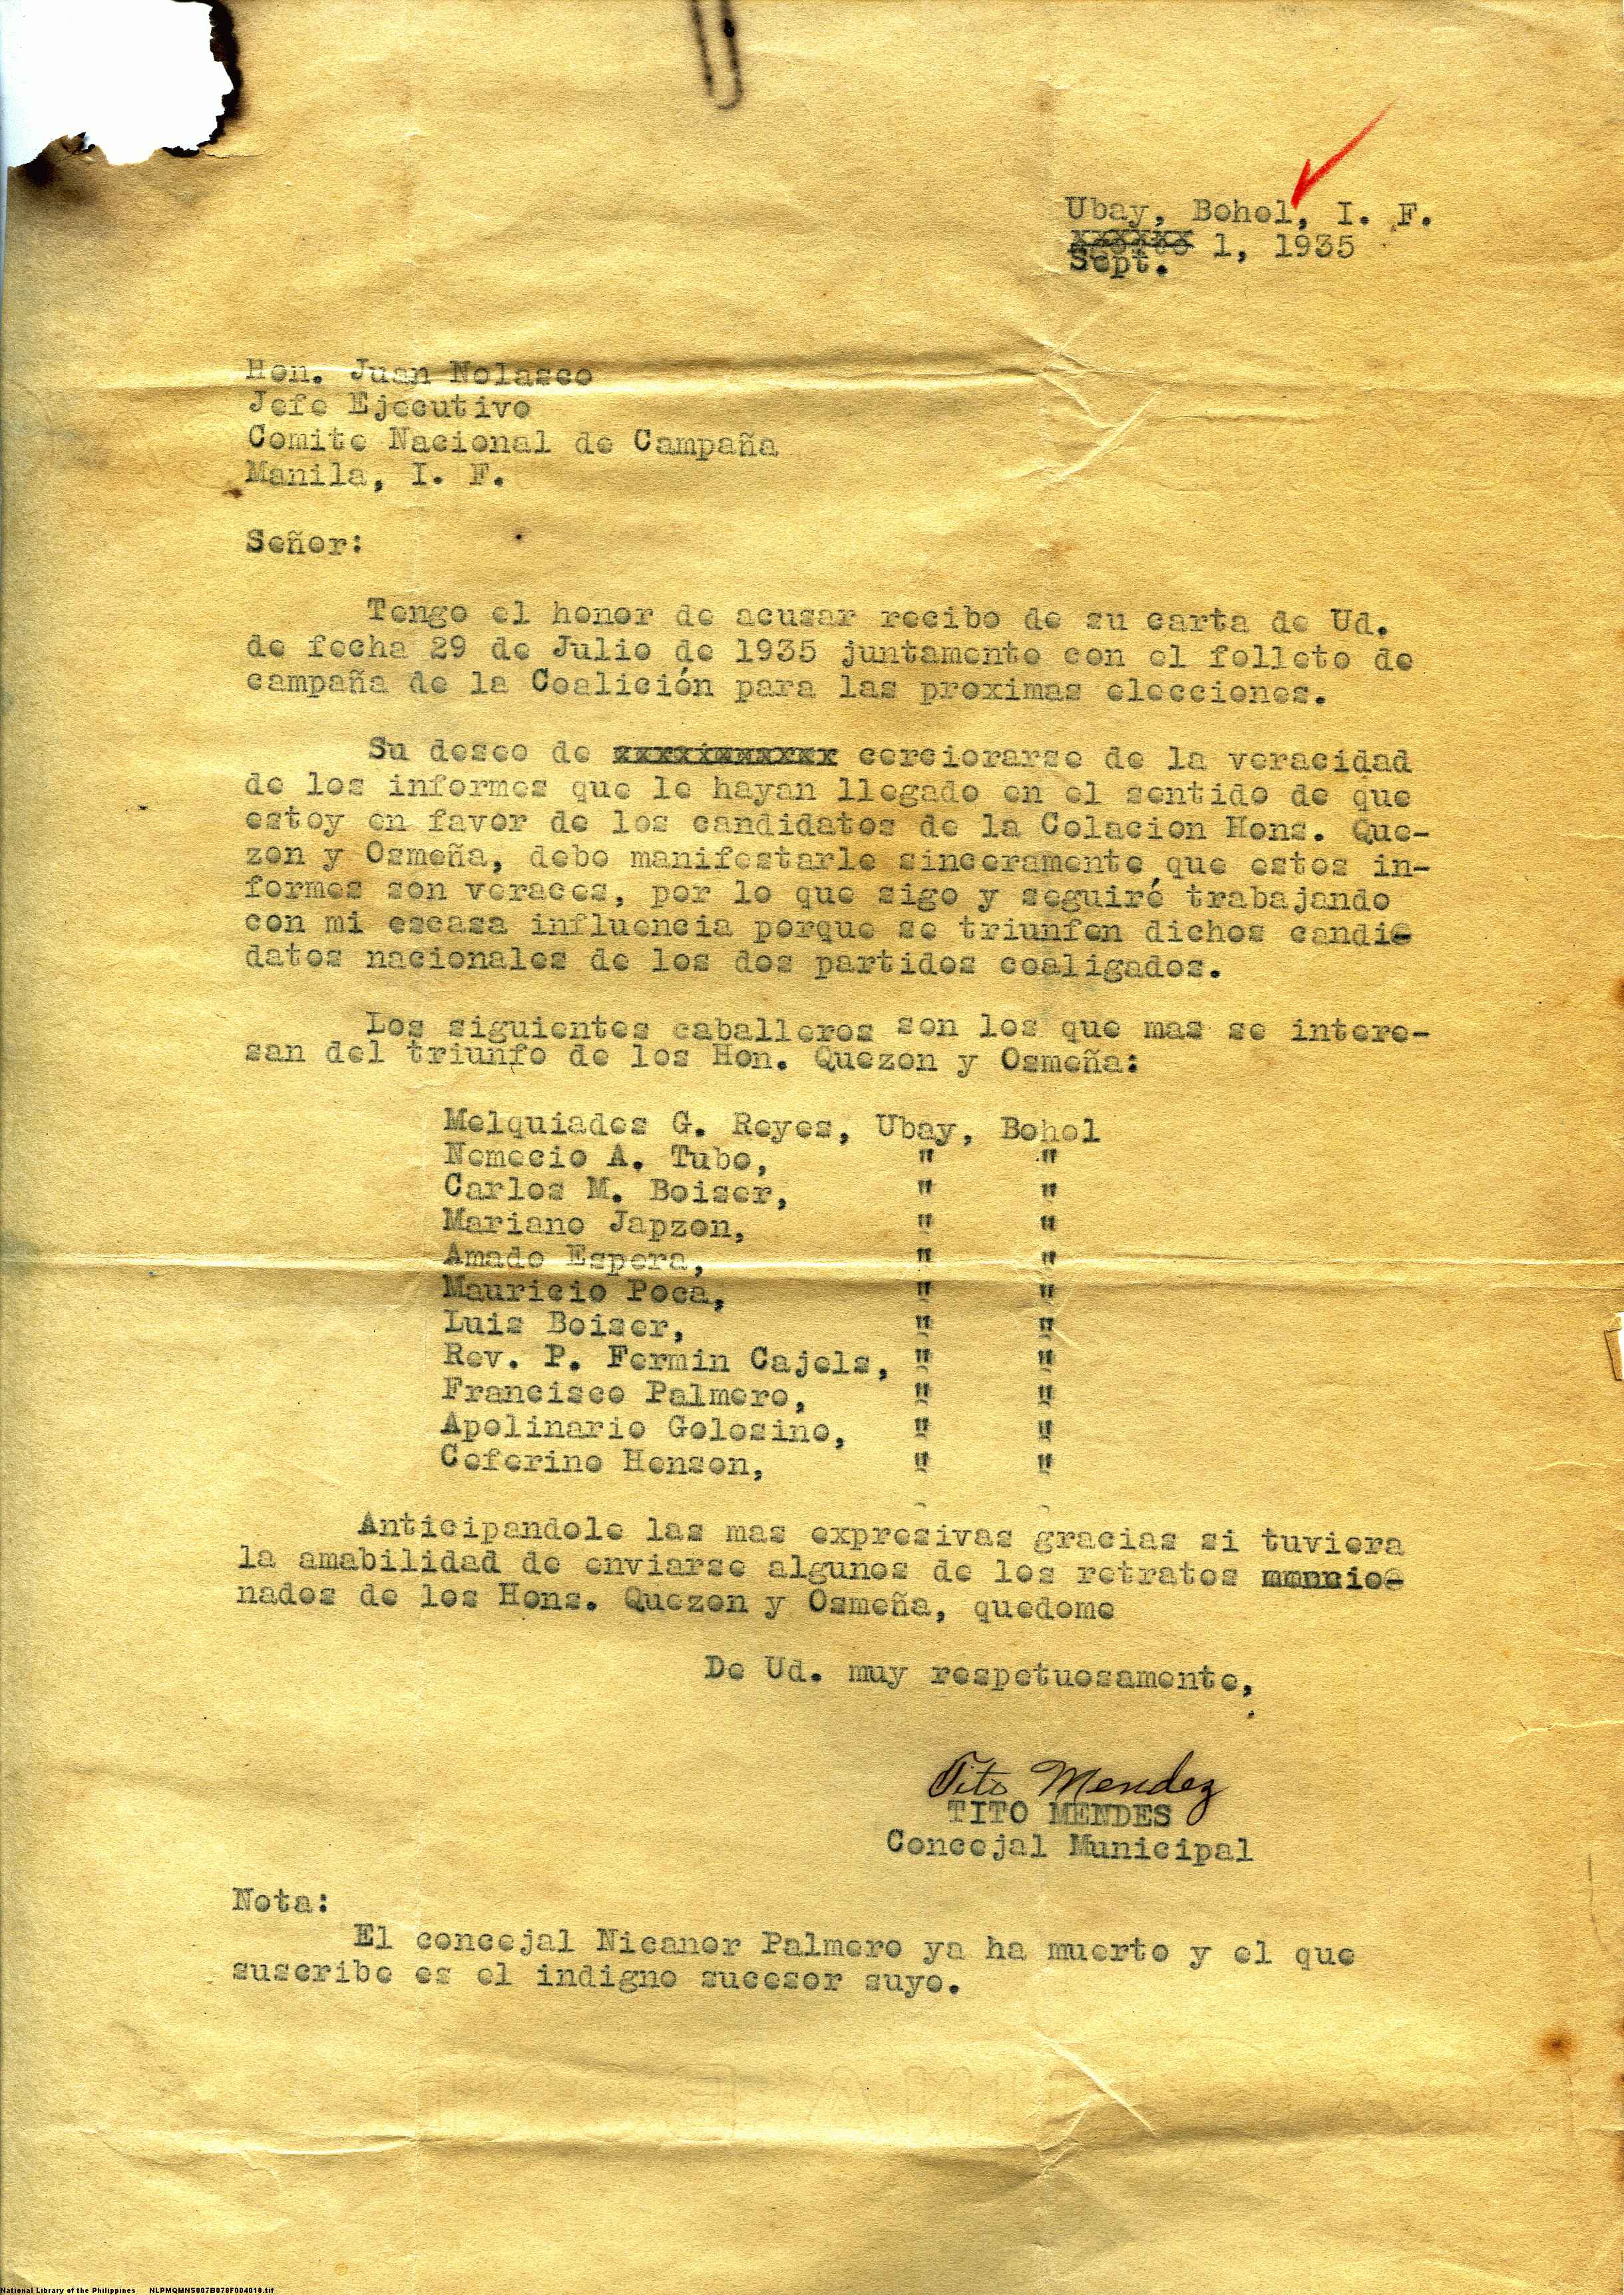 Ubay, Bohol, I. F.
1, 1935
Sept.
Hon. Juan Nolasco
Jefe Ejecutivo
Comite Nacional de Campaña
Manila, I. F.
Señor:
Tengo el honor de acusar recibo de su carta de Ud.
de fecha 29 de Julio de 1935 juntamente con el folleto de
campaña de la Coalición para las proximas elecciones.
Su deseo de cerciorarse de la veracidad
de los informes que le hayan llegado en el sentido de que
estoy en favor de los candidatos de la Colacion Hons. Que-
zon y Osmeña, debo manifestarle sinceramente, que estos in-
formes son veraces, por lo que sigo y seguiré trabajando
con mi escasa influencia porque se triunfen dichos candi-
datos nacionales de los dos partidos coaligados.
Los siguientes caballeros son los que mas se intere-
san del triunfo de los Hon. Quezon y Osmeña:
Melquiades G. Reyes, Ubay, Bohol
Nemecio A. Tubo, " "
Carlos M. Boiser, " "
Mariano Japzon, " "
Amado Espera, " "
Mauricio Poca, " "
Luis Boiser, " "
Rev. P. Fermin Cajels, " "
Francisco Palmero, " "
Apolinario Golosino, " "
Ceferino Henson, " "
Anticipandole las mas expresivas gracias si tuviera
la amabilidad de enviarse algunos de los retratos
nados de los Hons. Quezon y Osmeña, quedome
De Ud. muy respetuosamente,
Tito Mendez
TITO MENDES
Concejal Municipal
Nota:
El concejal Nicanor Palmero ya ha muerto y el que
suscribe es el indigno sucesor suyo.
National Library of the Philippines NLPMQMNS007B078F004018.tif